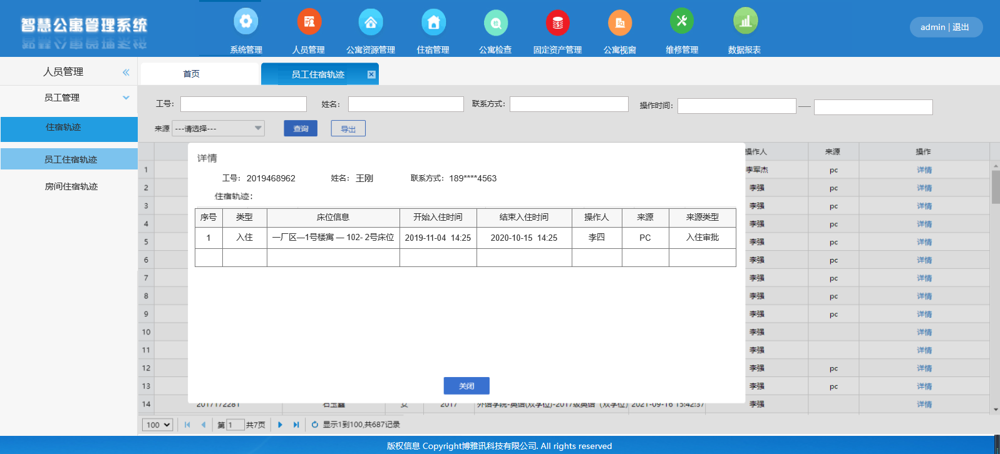 智慧公寓管理系统
系统管理 人员管理 公寓资源管理 住宿管理 公寓检查 固定资产管理 公寓视窗 维修管理 数据报表
admin | 退出
人员管理 «
员工管理
住宿轨迹
员工住宿轨迹
房间住宿轨迹
首页 员工住宿轨迹
工号: 姓名: 联系方式: 操作时间: —
来源 ---请选择--- 查询 导出
操作人 来源 操作
1 李军杰 pc 详情
2 李强 pc 详情
3 李强 pc 详情
4 李强 pc 详情
5 李强 pc 详情
6 李强 pc 详情
7 李强 pc 详情
8 李强 pc 详情
9 李强 pc 详情
10 李强 详情
11 李强 详情
12 李强 pc 详情
13 李强 pc 详情
14 2017172281 石玉鑫 女 2017 外语学院-英语(双学位)-2017级英语（双学位) 2021-09-16 15:42:37 李强 详情
详情
工号: 2019468962 姓名: 王刚 联系方式: 189****4563
住宿轨迹:
序号 类型 床位信息 开始入住时间 结束入住时间 操作人 来源 来源类型
1 入住 一厂区—1号楼寓 — 102- 2号床位 2019-11-04 14:25 2020-10-15 14:25 李四 PC 入住审批
关闭
100 第 1 共7页 显示1到100,共687记录
版权信息 Copyright博雅讯科技有限公司. All rights reserved